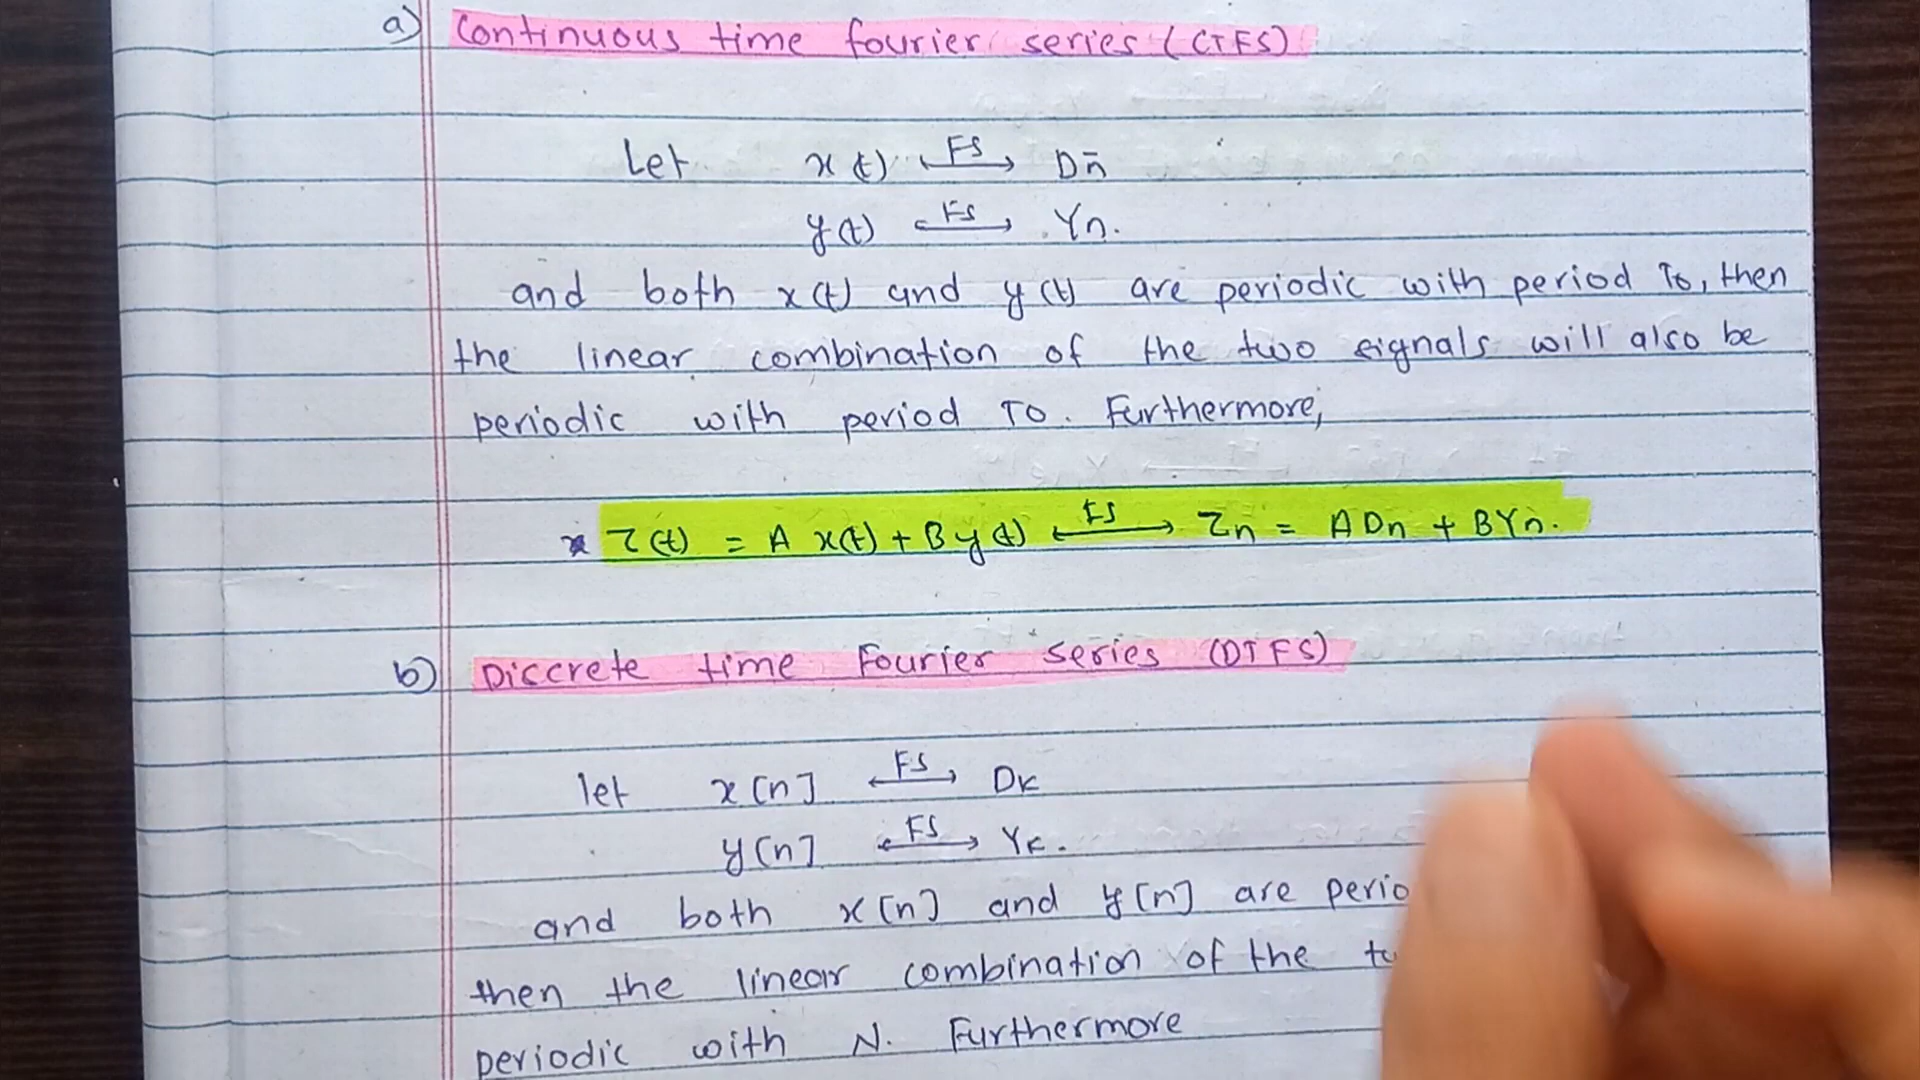 a) Continuous time fourier series (CTFS)
Let x(t) <-FS-> Dn
y(t) <-FS-> Yn.
and both x(t) and y(t) are periodic with period To, then
the linear combination of the two signals will also be
periodic with period To. Furthermore,
* Z(t) = A x(t) + B y(t) <-FS-> Zn = ADn + BYn.
b) Discrete time Fourier series (DTFS)
let x[n] <-FS-> Dk
y[n] <-FS-> Yk.
and both x[n] and y[n] are perio
then the linear combination of the
periodic with N. Furthermore